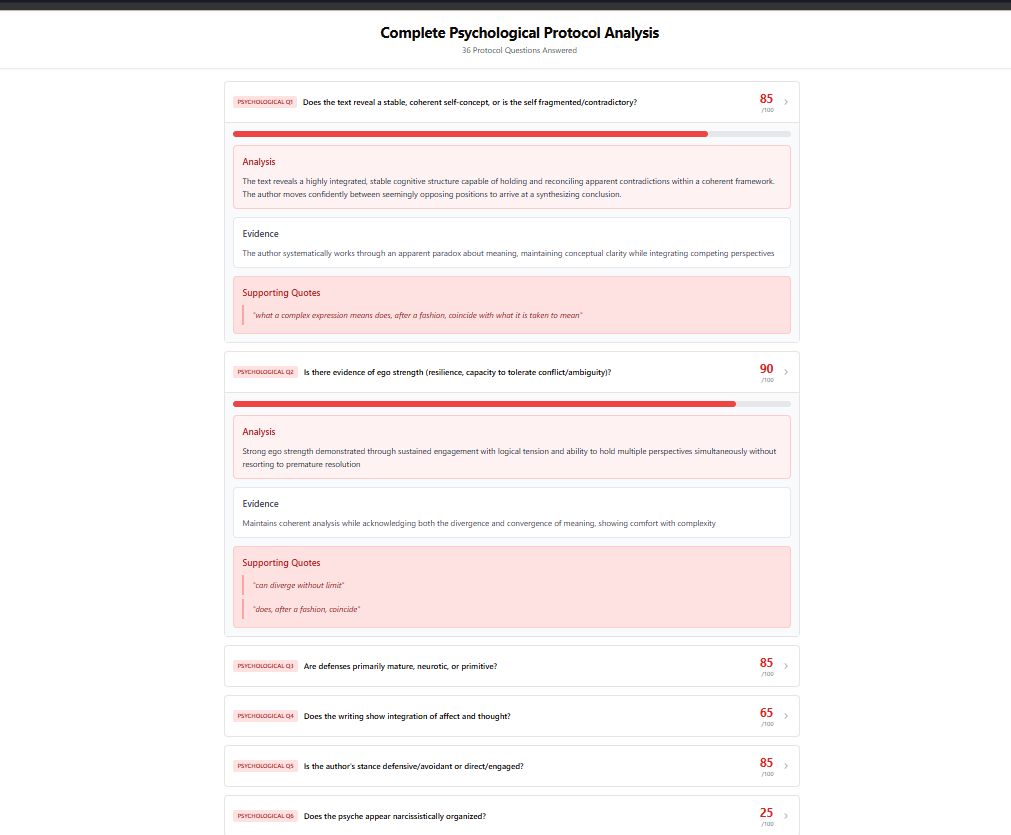 Complete Psychological Protocol Analysis
36 Protocol Questions Answered
PSYCHOLOGICAL Q1 Does the text reveal a stable, coherent self-concept, or is the self fragmented/contradictory? 85
/100
Analysis
The text reveals a highly integrated, stable cognitive structure capable of holding and reconciling apparent contradictions within a coherent framework.
The author moves confidently between seemingly opposing positions to arrive at a synthesizing conclusion.
Evidence
The author systematically works through an apparent paradox about meaning, maintaining conceptual clarity while integrating competing perspectives
Supporting Quotes
"what a complex expression means does, after a fashion, coincide with what it is taken to mean"
PSYCHOLOGICAL Q2 Is there evidence of ego strength (resilience, capacity to tolerate conflict/ambiguity)? 90
/100
Analysis
Strong ego strength demonstrated through sustained engagement with logical tension and ability to hold multiple perspectives simultaneously without
resorting to premature resolution
Evidence
Maintains coherent analysis while acknowledging both the divergence and convergence of meaning, showing comfort with complexity
Supporting Quotes
"can diverge without limit"
"does, after a fashion, coincide"
PSYCHOLOGICAL Q3 Are defenses primarily mature, neurotic, or primitive? 85
/100
PSYCHOLOGICAL Q4 Does the writing show integration of affect and thought? 65
/100
PSYCHOLOGICAL Q5 Is the author's stance defensive/avoidant or direct/engaged? 85
/100
PSYCHOLOGICAL Q6 Does the psyche appear narcissistically organized? 25
/100